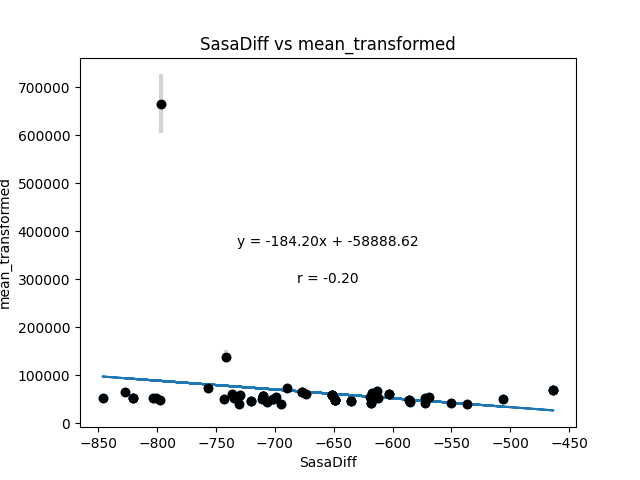 SasaDiff vs mean_transformed
mean_transformed
700000
600000
500000
400000
300000
200000
100000
0
y = -184.20x + -58888.62
r = -0.20
−850 −800 −750 −700 −650 −600 −550 −500 −450
SasaDiff